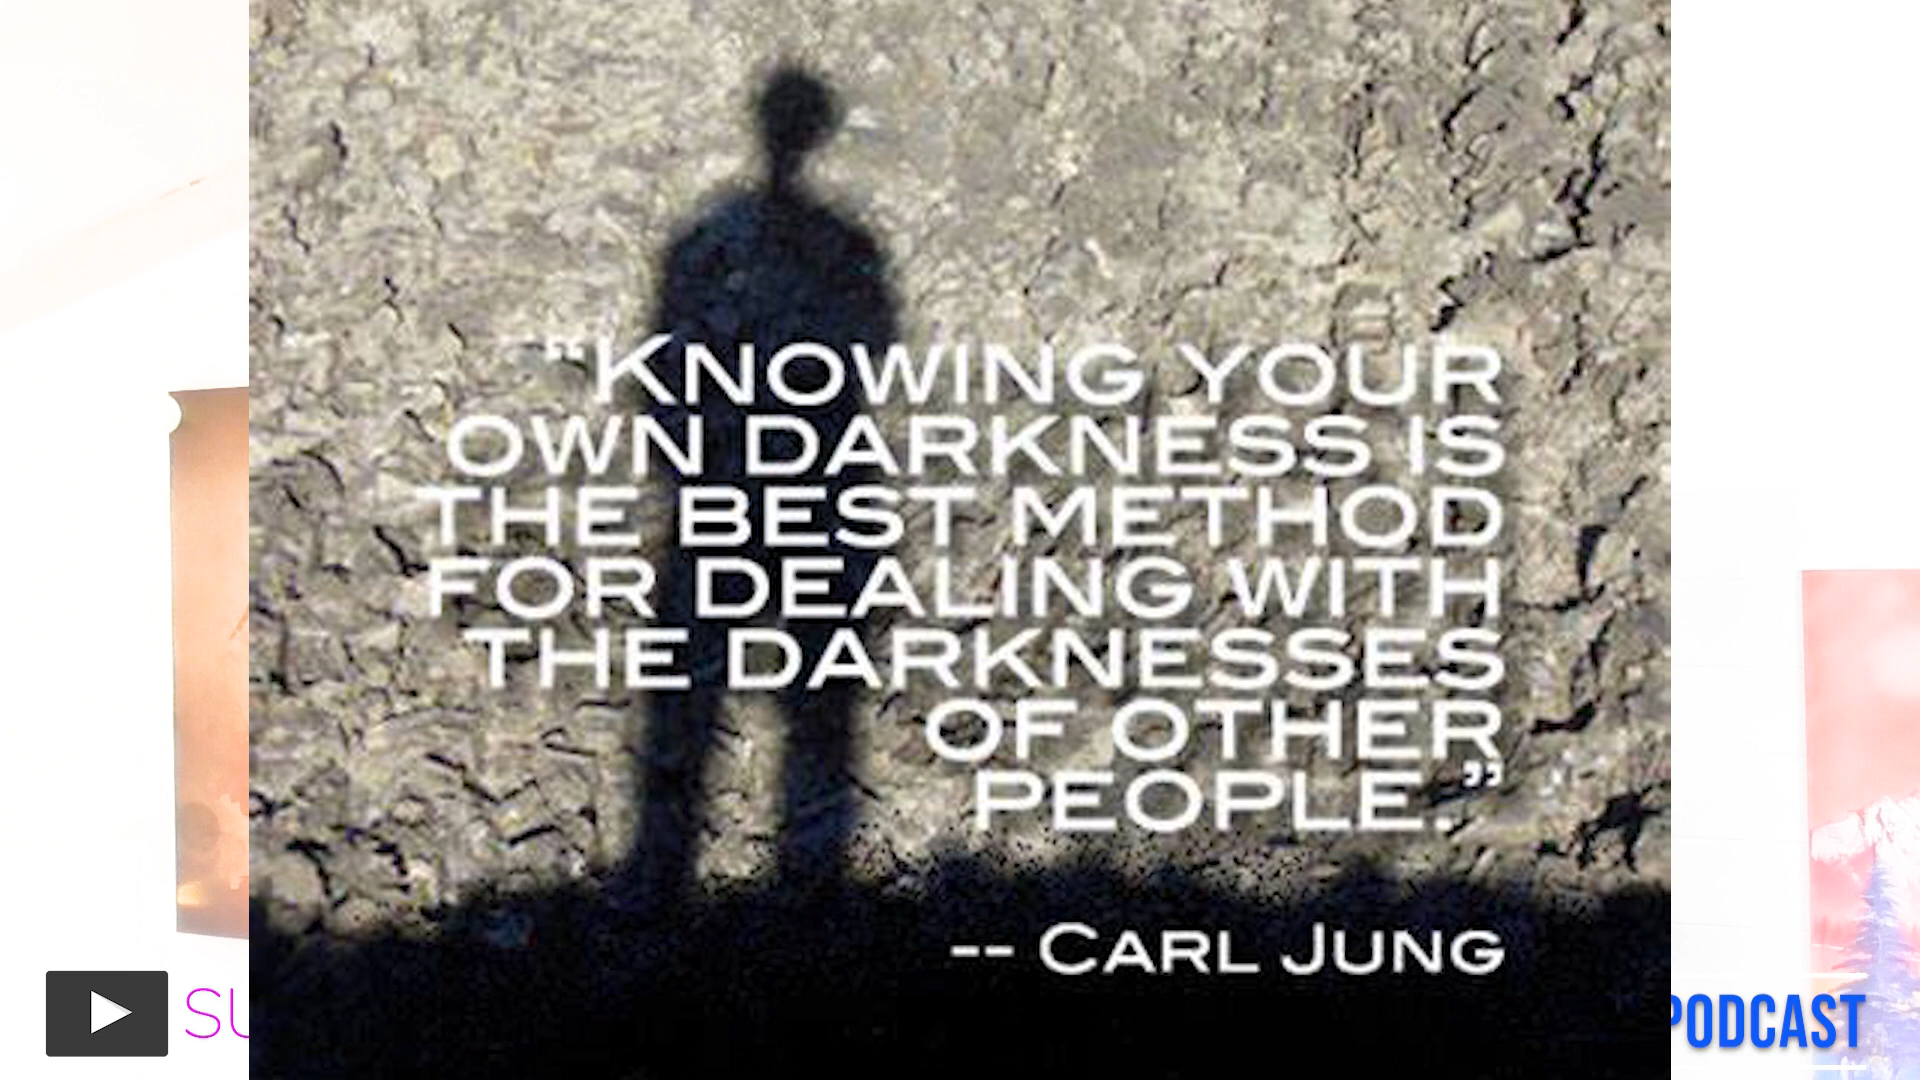 “KNOWING YOUR
OWN DARKNESS IS
THE BEST METHOD
FOR DEALING WITH
THE DARKNESSES
OF OTHER
PEOPLE.”
-- CARL JUNG
SU
PODCAST